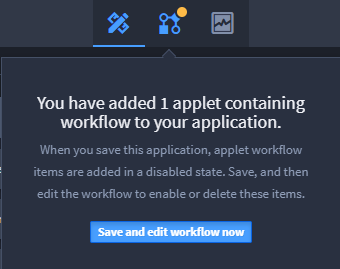 You have added 1 applet containing
workflow to your application.
When you save this application, applet workflow
items are added in a disabled state. Save, and then
edit the workflow to enable or delete these items.
Save and edit workflow now